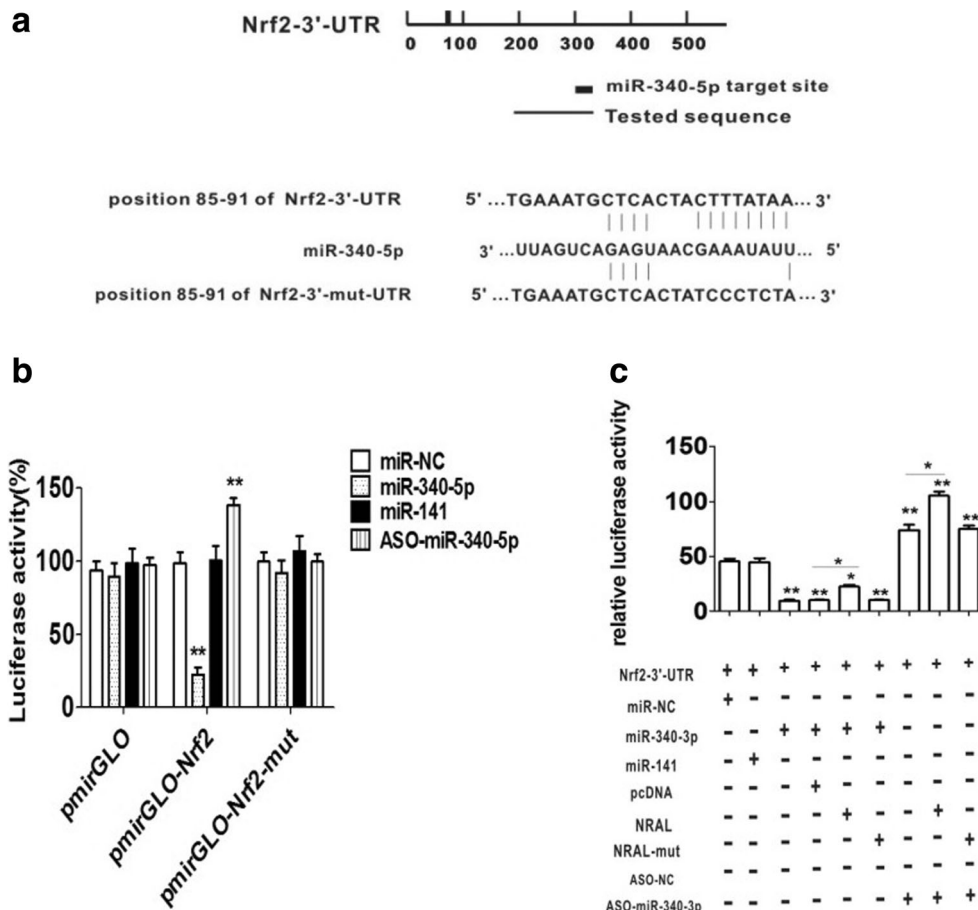 a
Nrf2-3'-UTR
0 100 200 300 400 500
miR-340-5p target site
Tested sequence
position 85-91 of Nrf2-3'-UTR 5' ...TGAAATGCTCACTACTTTATAA... 3'
miR-340-5p 3' ...UUAGUCAGAGUAACGAAAUAUU... 5'
position 85-91 of Nrf2-3'-mut-UTR 5' ...TGAAATGCTCACTATCCCTCTA... 3'
b
Luciferase activity(%)
150
100
50
0
** **
pmirGLO
pmirGLO-Nrf2
pmirGLO-Nrf2-mut
miR-NC
miR-340-5p
miR-141
ASO-miR-340-5p
c
relative luciferase activity
150
100
50
0
** ** * ** ** ** **
* *
Nrf2-3'-UTR + + + + + + + + +
miR-NC + - - - - - - - -
miR-340-3p - - + + + + - - -
miR-141 - + - - - - - - -
pcDNA - - - + - - - - -
NRAL - - - - + - - + -
NRAL-mut - - - - - + - - +
ASO-NC - - - - - - - - -
ASO-miR-340-3p - - - - - - + + +